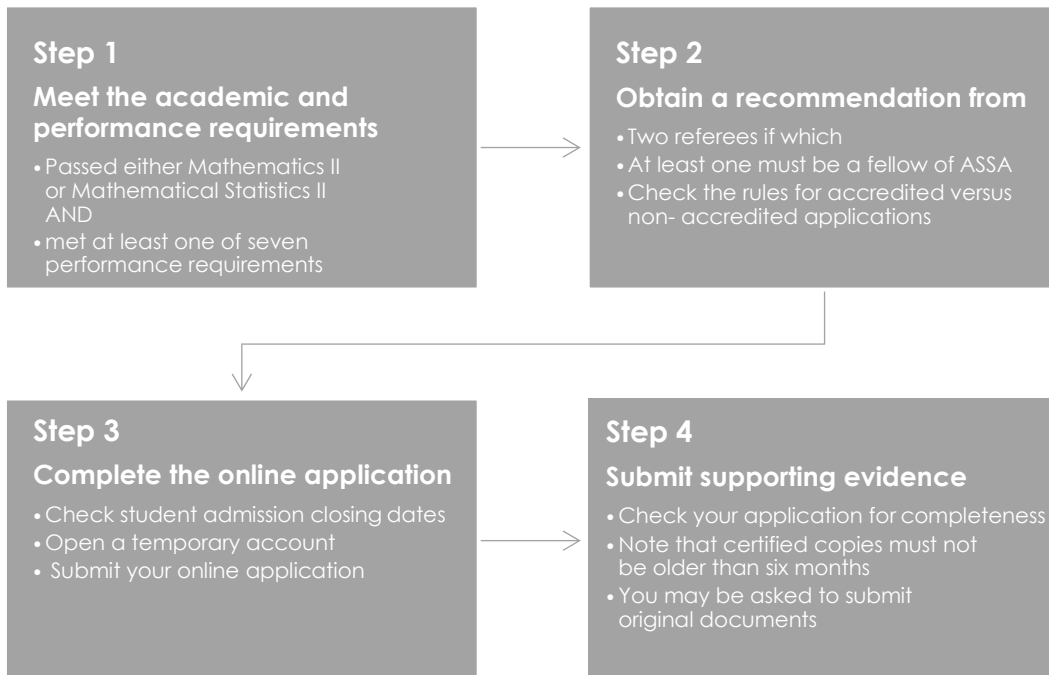 Step 1
Meet the academic and
performance requirements
• Passed either Mathematics II
or Mathematical Statistics II
AND
• met at least one of seven
performance requirements
Step 2
Obtain a recommendation from
• Two referees if which
• At least one must be a fellow of ASSA
• Check the rules for accredited versus
non- accredited applications
Step 3
Complete the online application
• Check student admission closing dates
• Open a temporary account
• Submit your online application
Step 4
Submit supporting evidence
• Check your application for completeness
• Note that certified copies must not
be older than six months
• You may be asked to submit
original documents